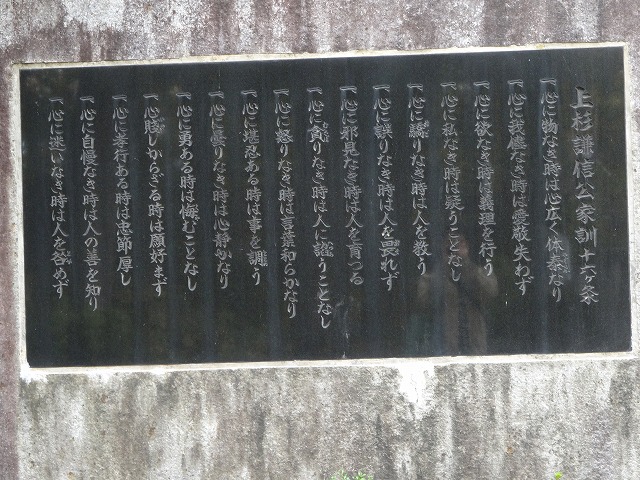 上杉謙信公家訓十六ヶ条
一心に物なき時は心広く体泰なり
一心に我儘なき時は愛敬失わず
一心に欲なき時は義理を行う
一心に私なき時は疑うことなし
一心に驕りなき時は人を教う
一心に誤りなき時は人を畏れず
一心に邪見なき時は人を育つる
一心に貪りなき時は人に諂うことなし
一心に怒りなき時は言葉和らかなり
一心に堪忍ある時は事を調う
一心に曇りなき時は心静かなり
一心に勇ある時は悔むことなし
一心賤しからざる時は願好まず
一心に孝行ある時は忠節厚し
一心に自慢なき時は人の善を知り
一心に迷いなき時は人を咎めず